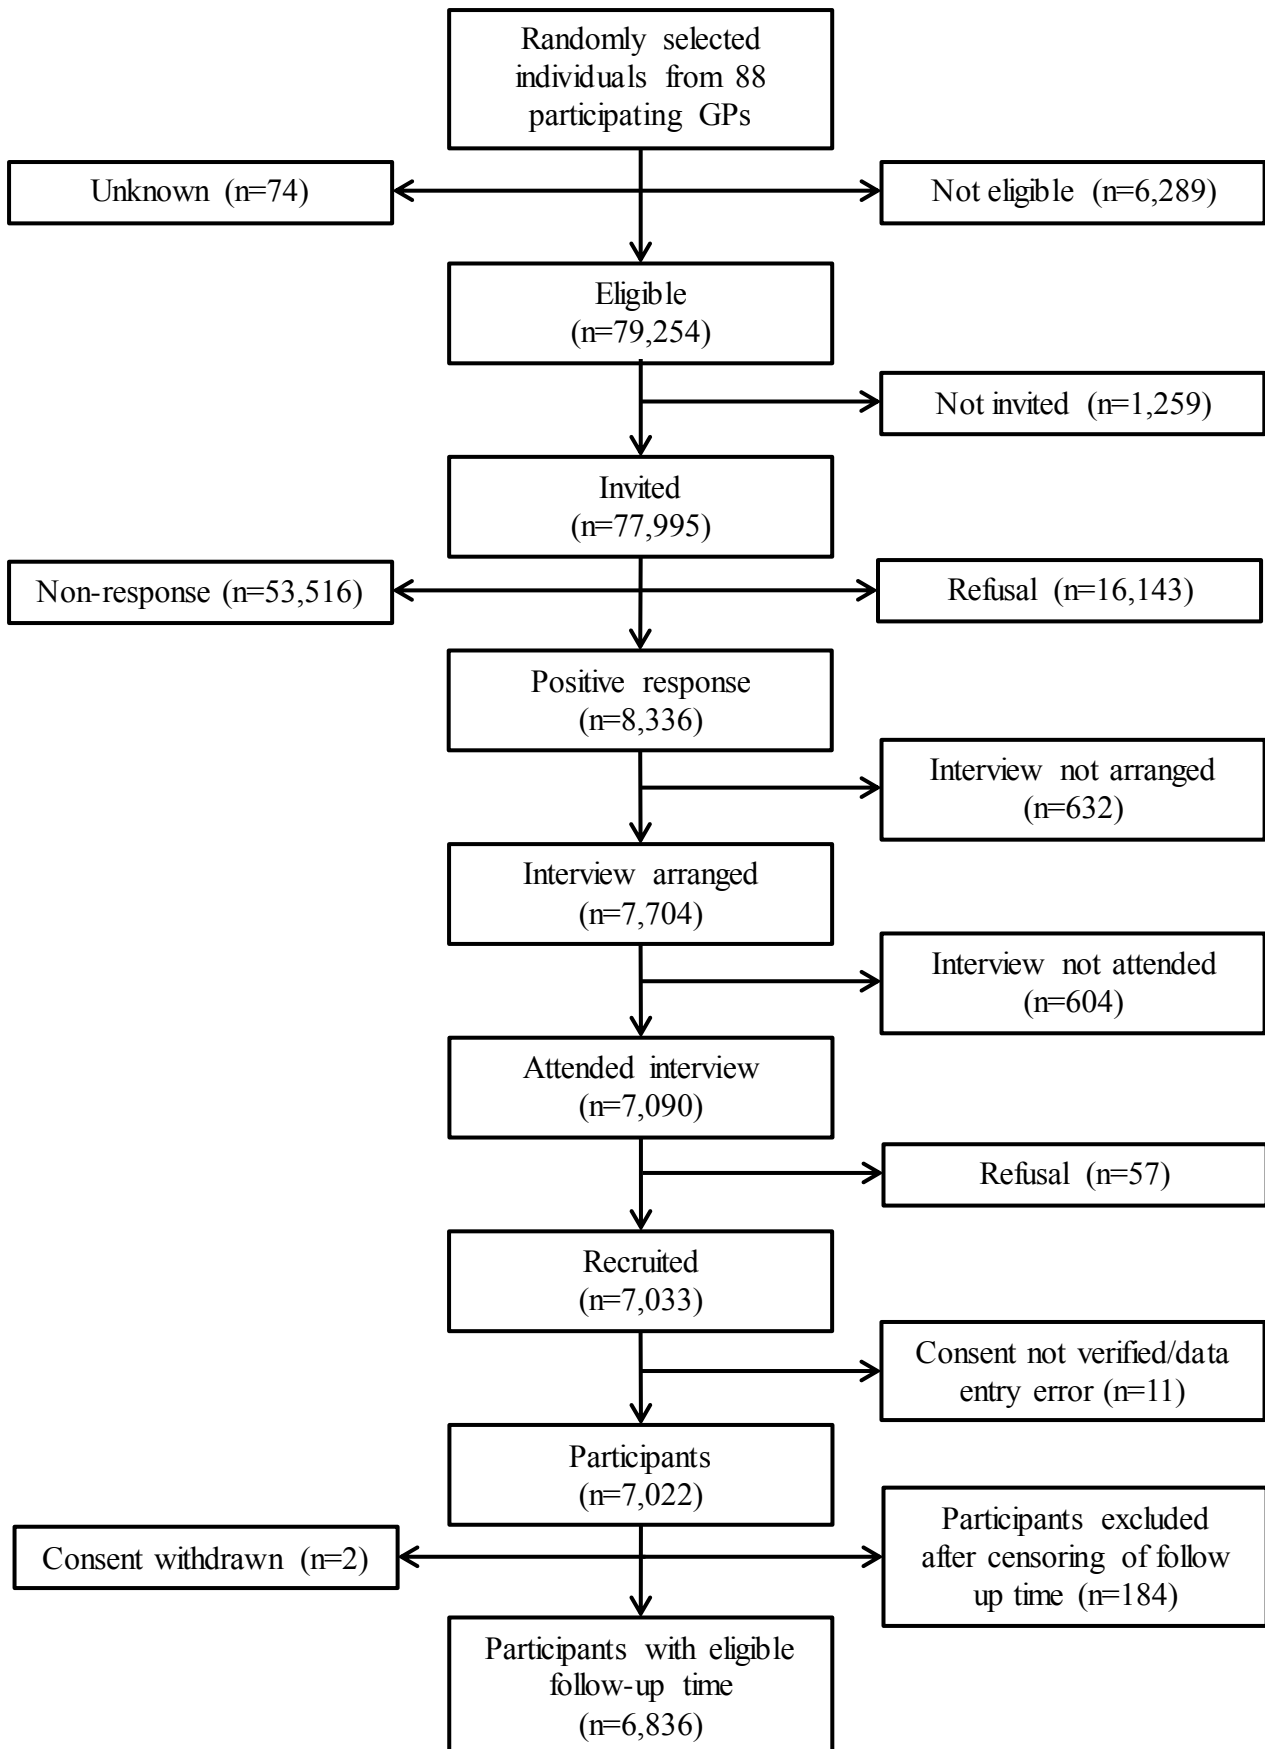 Randomly selected
individuals from 88
participating GPs
Unknown (n=74)
Not eligible (n=6,289)
Eligible
(n=79,254)
Not invited (n=1,259)
Invited
(n=77,995)
Non-response (n=53,516)
Refusal (n=16,143)
Positive response
(n=8,336)
Interview not arranged
(n=632)
Interview arranged
(n=7,704)
Interview not attended
(n=604)
Attended interview
(n=7,090)
Refusal (n=57)
Recruited
(n=7,033)
Consent not verified/data
entry error (n=11)
Participants
(n=7,022)
Consent withdrawn (n=2)
Participants excluded
after censoring of follow
up time (n=184)
Participants with eligible
follow-up time
(n=6,836)